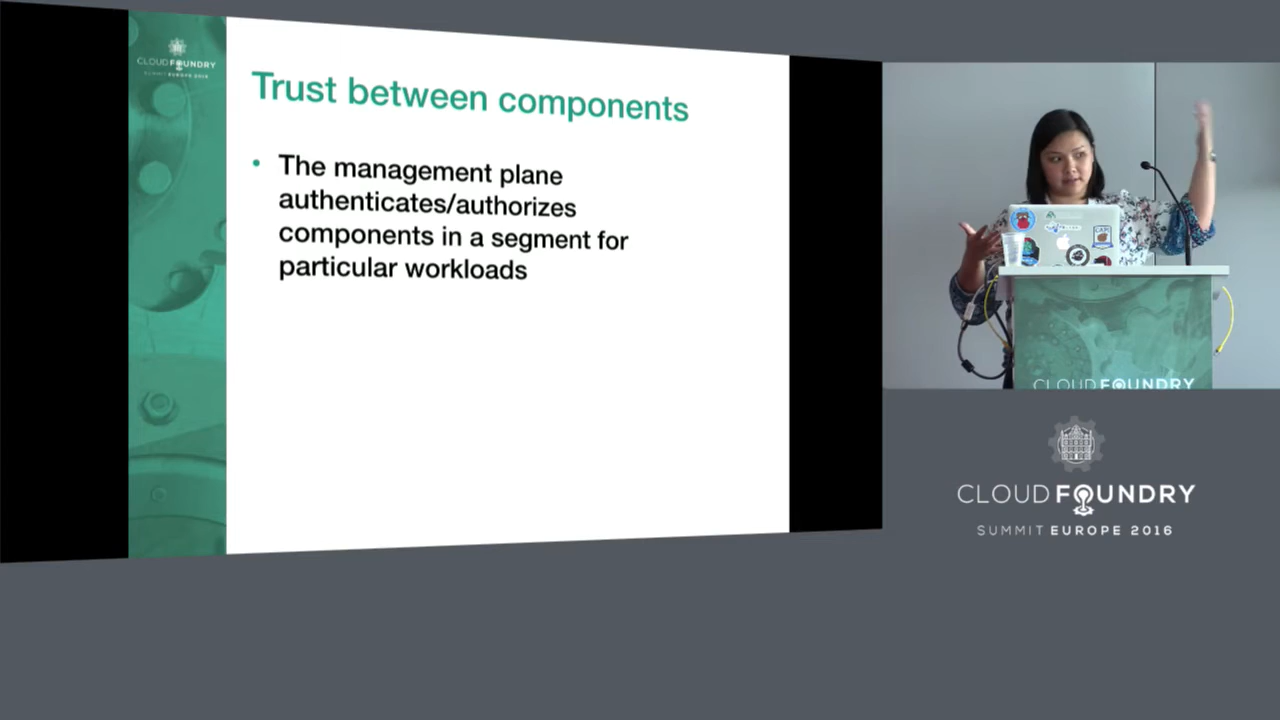 CLOUD FOUNDRY
SUMMIT EUROPE 2016
Trust between components
• The management plane
authenticates/authorizes
components in a segment for
particular workloads
CLOUD FOUNDRY
CLOUD FOUNDRY
SUMMIT EUROPE 2016